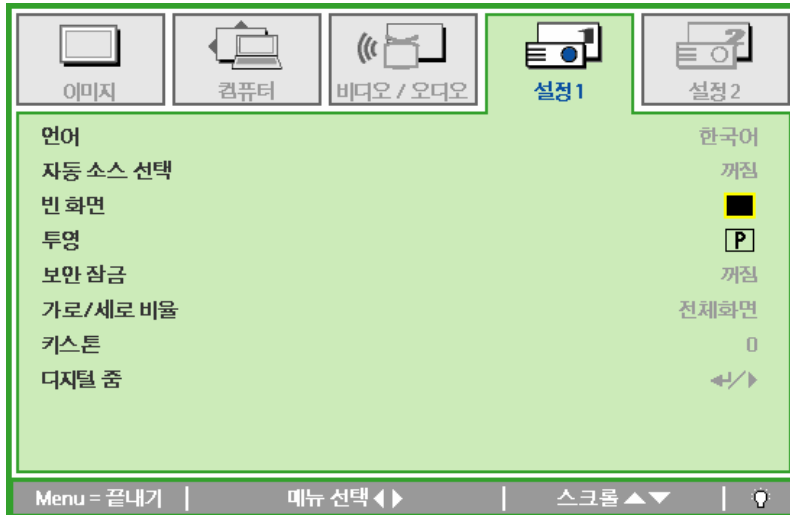 이미지
컴퓨터
비디오 / 오디오
설정 1
설정 2
언어 한국어
자동 소스 선택 꺼짐
빈 화면
투영 P
보안 잠금 꺼짐
가로/세로 비율 전체화면
키스톤 0
디지털 줌 /
Menu = 끝내기 메뉴 선택 스크롤